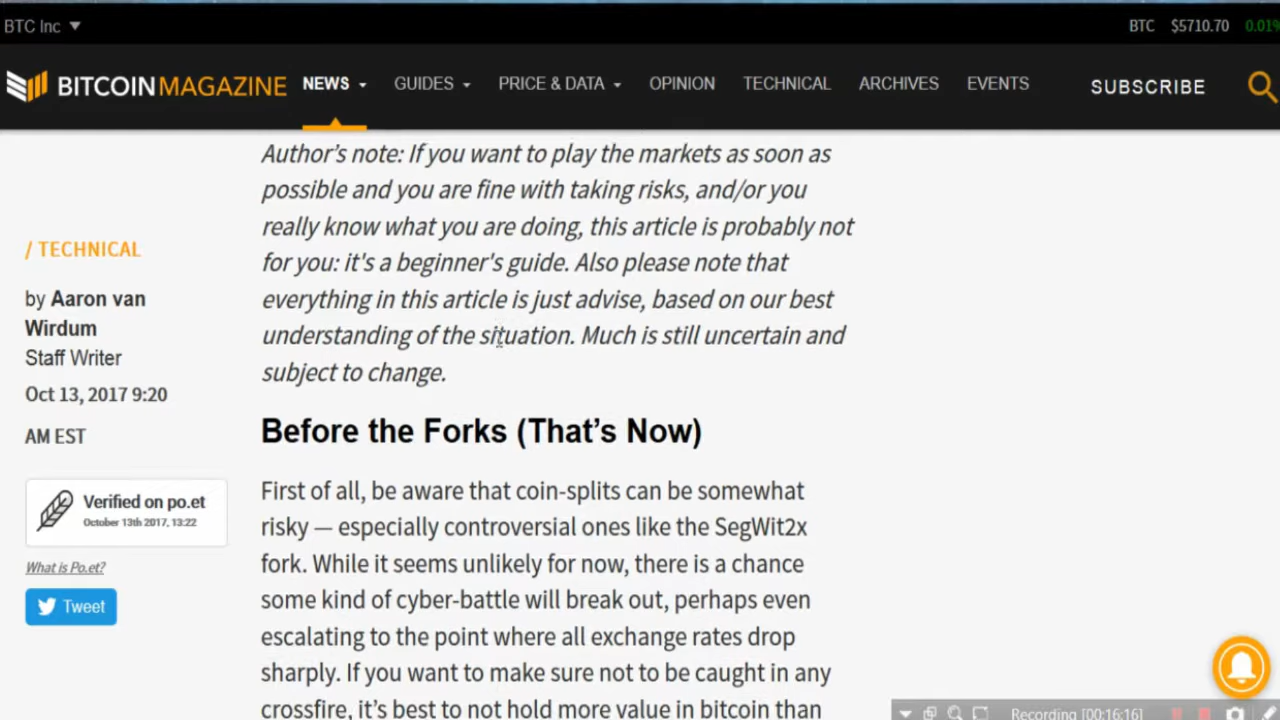 BTC Inc
BTC $5710.70 0.01%
BITCOINMAGAZINE
NEWS GUIDES PRICE & DATA OPINION TECHNICAL ARCHIVES EVENTS SUBSCRIBE
Author's note: If you want to play the markets as soon as
possible and you are fine with taking risks, and/or you
really know what you are doing, this article is probably not
for you: it's a beginner's guide. Also please note that
everything in this article is just advise, based on our best
understanding of the situation. Much is still uncertain and
subject to change.
/ TECHNICAL
by Aaron van
Wirdum
Staff Writer
Oct 13, 2017 9:20
AM EST
Verified on po.et
October 13th 2017, 13:22
What is Po.et?
Tweet
Before the Forks (That's Now)
First of all, be aware that coin-splits can be somewhat
risky — especially controversial ones like the SegWit2x
fork. While it seems unlikely for now, there is a chance
some kind of cyber-battle will break out, perhaps even
escalating to the point where all exchange rates drop
sharply. If you want to make sure not to be caught in any
crossfire, it's best to not hold more value in bitcoin than
Recording [00:16:16]